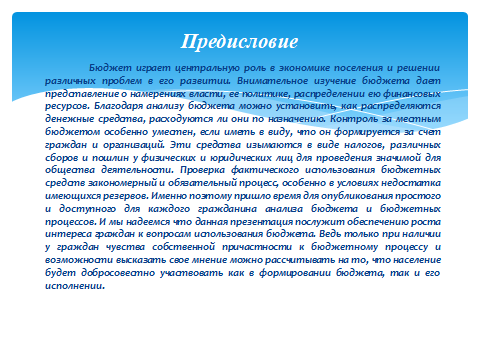 Предисловие
Бюджет играет центральную роль в экономике поселения и решении
различных проблем в его развитии. Внимательное изучение бюджета дает
представление о намерениях власти, ее политике, распределении ею финансовых
ресурсов. Благодаря анализу бюджета можно установить, как распределяются
денежные средства, расходуются ли они по назначению. Контроль за местным
бюджетом особенно уместен, если иметь в виду, что он формируется за счет
граждан и организаций. Эти средства изымаются в виде налогов, различных
сборов и пошлин у физических и юридических лиц для проведения значимой для
общества деятельности. Проверка фактического использования бюджетных
средств закономерный и обязательный процесс, особенно в условиях недостатка
имеющихся резервов. Именно поэтому пришло время для опубликования простого
и доступного для каждого гражданина анализа бюджета и бюджетных
процессов. И мы надеемся что данная презентация послужит обеспечению роста
интереса граждан к вопросам использования бюджета. Ведь только при наличии
у граждан чувства собственной причастности к бюджетному процессу и
возможности высказать свое мнение можно рассчитывать на то, что население
будет добросовестно участвовать как в формировании бюджета, так и его
исполнении.